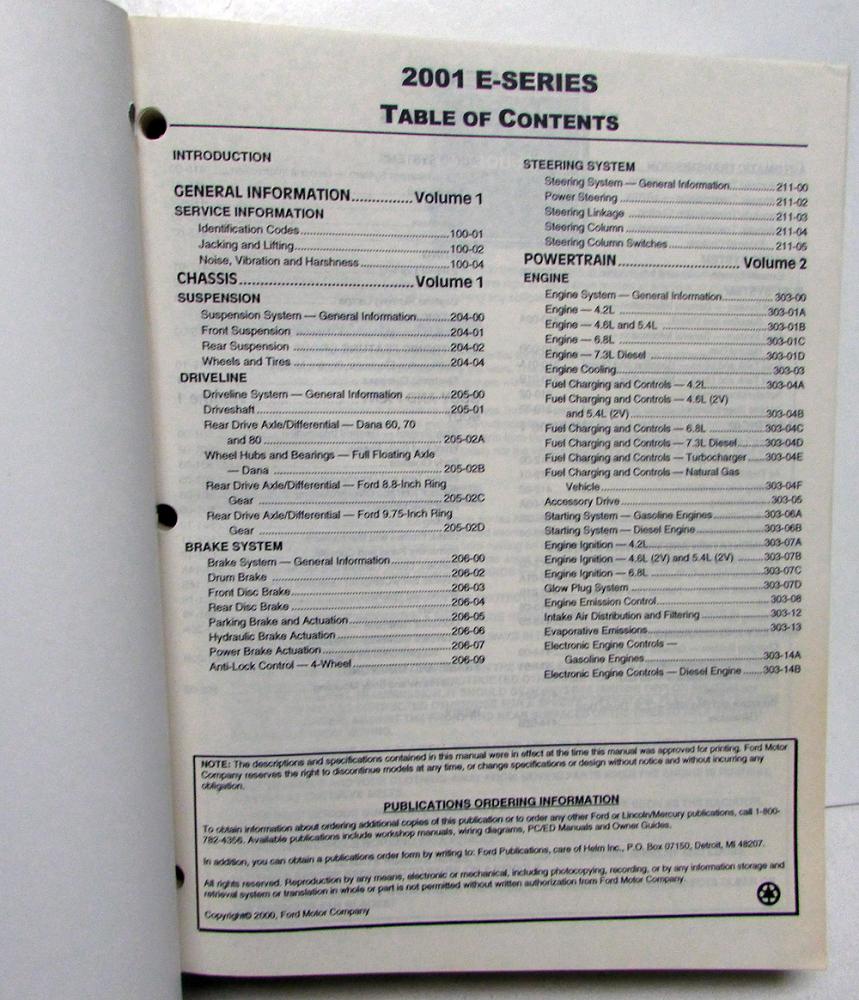 2001 E-SERIES
TABLE OF CONTENTS
INTRODUCTION
GENERAL INFORMATION..............Volume 1
SERVICE INFORMATION
Identification Codes..............100-01
Jacking and Lifting..............100-02
Noise, Vibration and Harshness..............100-04
CHASSIS..............Volume 1
SUSPENSION
Suspension System — General Information..............204-00
Front Suspension ..............204-01
Rear Suspension ..............204-02
Wheels and Tires ..............204-04
DRIVELINE
Driveline System — General Information ..............205-00
Driveshaft..............205-01
Rear Drive Axle/Differential — Dana 60, 70
and 80 ..............205-02A
Wheel Hubs and Bearings — Full Floating Axle
— Dana ..............205-02B
Rear Drive Axle/Differential — Ford 8.8-Inch Ring
Gear ..............205-02C
Rear Drive Axle/Differential — Ford 9.75-Inch Ring
Gear ..............205-02D
BRAKE SYSTEM
Brake System — General Information..............206-00
Drum Brake ..............206-02
Front Disc Brake..............206-03
Rear Disc Brake..............206-04
Parking Brake and Actuation..............206-05
Hydraulic Brake Actuation..............206-06
Power Brake Actuation..............206-07
Anti-Lock Control — 4-Wheel..............206-09
STEERING SYSTEM
Steering System — General Information..............211-00
Power Steering ..............211-02
Steering Linkage ..............211-03
Steering Column ..............211-04
Steering Column Switches..............211-05
POWERTRAIN..............Volume 2
ENGINE
Engine System — General Information..............303-00
Engine — 4.2L ..............303-01A
Engine — 4.6L and 5.4L ..............303-01B
Engine — 6.8L ..............303-01C
Engine — 7.3L Diesel ..............303-01D
Engine Cooling..............303-03
Fuel Charging and Controls — 4.2L..............303-04A
Fuel Charging and Controls — 4.6L (2V)
and 5.4L (2V)..............303-04B
Fuel Charging and Controls — 6.8L ..............303-04C
Fuel Charging and Controls — 7.3L Diesel..............303-04D
Fuel Charging and Controls — Turbocharger..............303-04E
Fuel Charging and Controls — Natural Gas
Vehicle..............303-04F
Accessory Drive..............303-05
Starting System — Gasoline Engines..............303-06A
Starting System — Diesel Engine..............303-06B
Engine Ignition — 4.2L..............303-07A
Engine Ignition — 4.6L (2V) and 5.4L (2V) ..............303-07B
Engine Ignition — 6.8L ..............303-07C
Glow Plug System ..............303-07D
Engine Emission Control..............303-08
Intake Air Distribution and Filtering..............303-12
Evaporative Emissions..............303-13
Electronic Engine Controls —
Gasoline Engines..............303-14A
Electronic Engine Controls — Diesel Engine..............303-14B
NOTE: The descriptions and specifications contained in this manual were in effect at the time this manual was approved for printing. Ford Motor
Company reserves the right to discontinue models at any time, or change specifications or design without notice and without incurring any
obligation.
PUBLICATIONS ORDERING INFORMATION
To obtain information about ordering additional copies of this publication or to order any other Ford or Lincoln/Mercury publications, call 1-800-
782-4356. Available publications include workshop manuals, wiring diagrams, PC/ED Manuals and Owner Guides.
In addition, you can obtain a publications order form by writing to: Ford Publications, care of Helm Inc., P.O. Box 07150, Detroit, MI 48207.
All rights reserved. Reproduction by any means, electronic or mechanical, including photocopying, recording, or by any information storage and
retrieval system or translation in whole or part is not permitted without written authorization from Ford Motor Company.
Copyright© 2000, Ford Motor Company